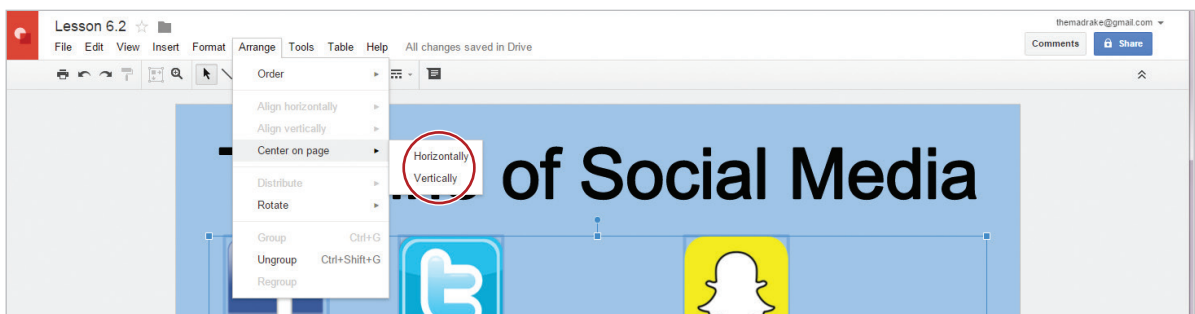 Lesson 6.2
themadrake@gmail.com
File Edit View Insert Format Arrange Tools Table Help All changes saved in Drive
Comments Share
Order
Align horizontally
Align vertically
Center on page
Horizontally
Vertically
Distribute
Rotate
Group Ctrl+G
Ungroup Ctrl+Shift+G
Regroup
of Social Media